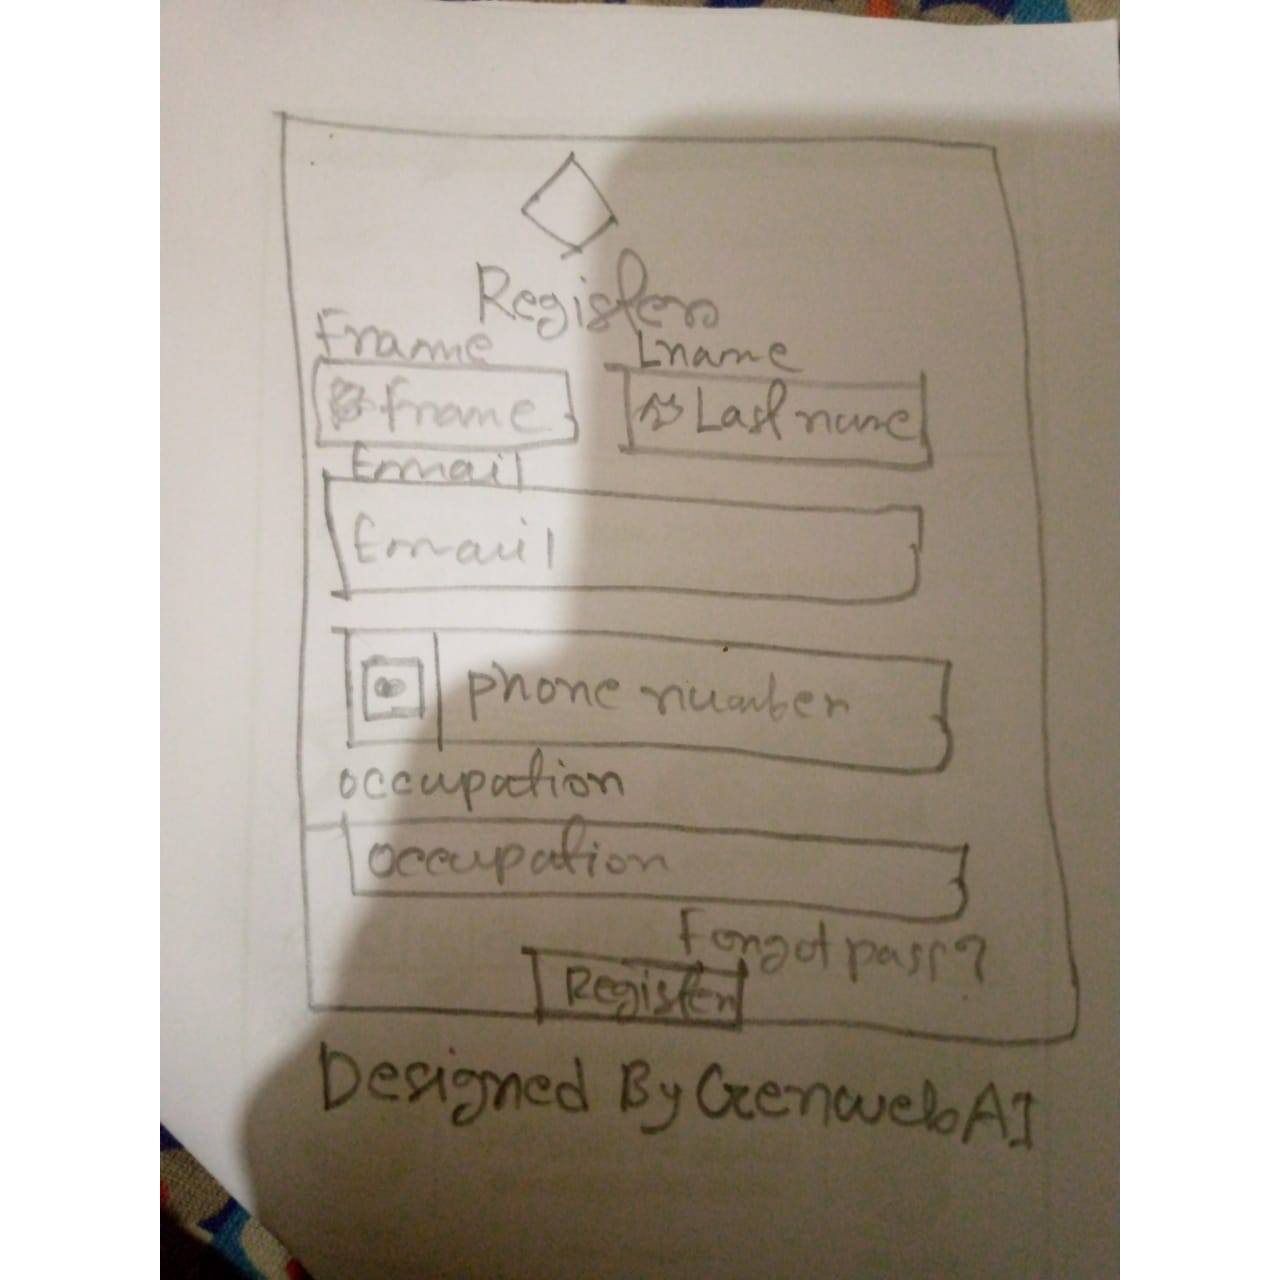 Register
Fname Lname
fname Last name
Email
Email
phone number
occupation
occupation
Forgot pass?
Register
Designed By GenwebAI